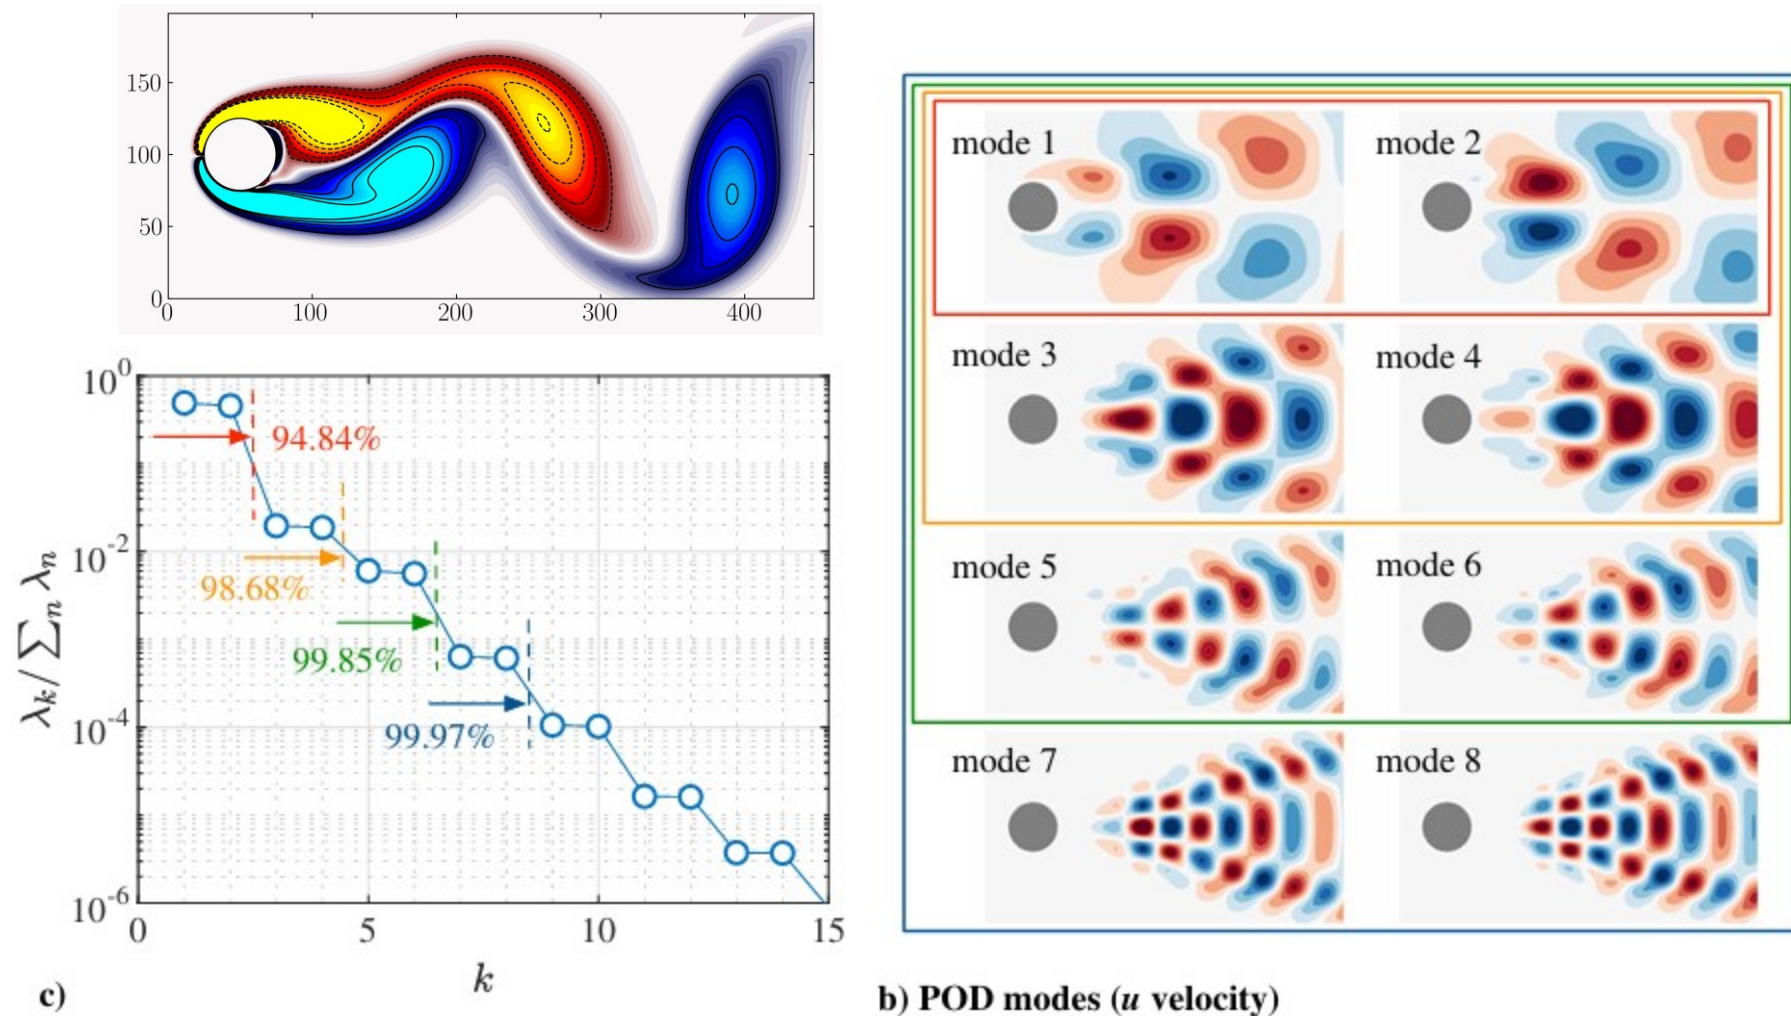 150
100
50
0
0 100 200 300 400
10^0
10^-2
10^-4
10^-6
λ_k/∑_n λ_n
94.84%
98.68%
99.85%
99.97%
0 5 10 15
k
c)
mode 1 mode 2
mode 3 mode 4
mode 5 mode 6
mode 7 mode 8
b) POD modes (u velocity)